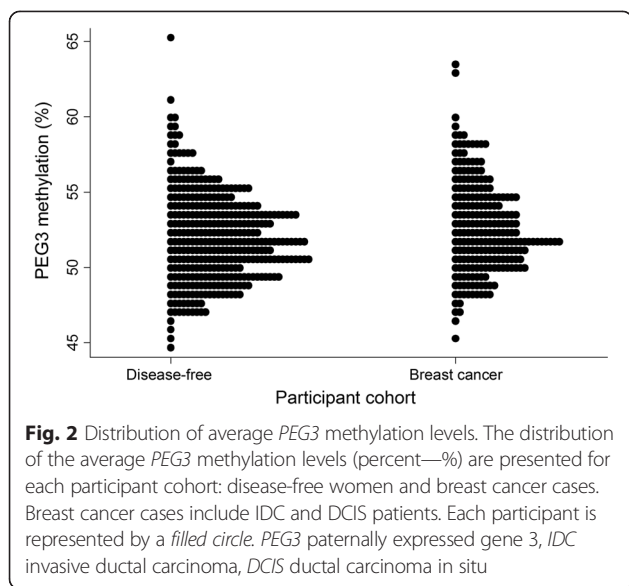 65
60
55
50
45
PEG3 methylation (%)
Disease-free
Breast cancer
Participant cohort
Fig. 2 Distribution of average PEG3 methylation levels. The distribution
of the average PEG3 methylation levels (percent—%) are presented for
each participant cohort: disease-free women and breast cancer cases.
Breast cancer cases include IDC and DCIS patients. Each participant is
represented by a filled circle. PEG3 paternally expressed gene 3, IDC
invasive ductal carcinoma, DCIS ductal carcinoma in situ